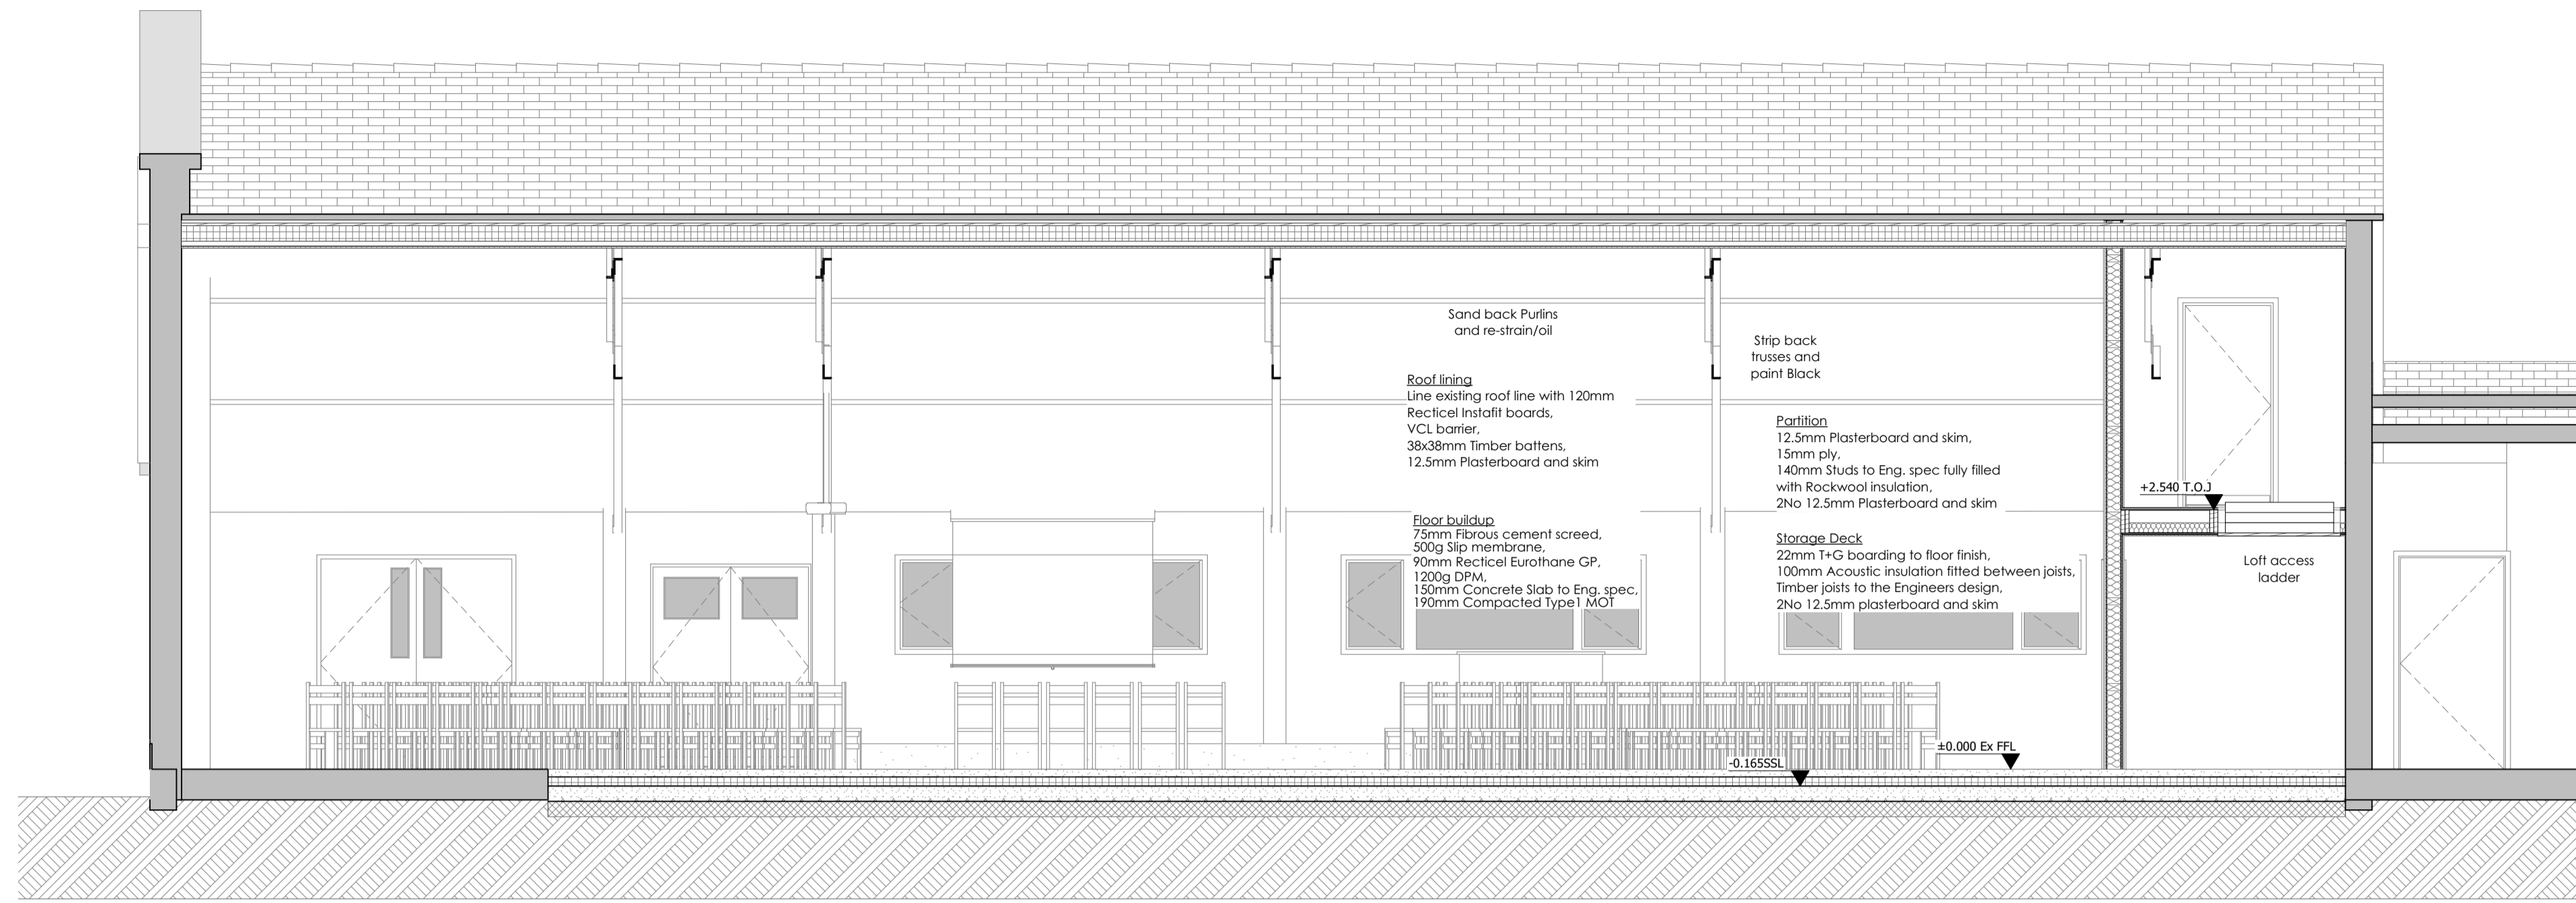 Sand back Purlins
and re-strain/oil
Strip back
trusses and
paint Black
Roof lining
Line existing roof line with 120mm
Recticel Instafit boards,
VCL barrier,
38x38mm Timber battens,
12.5mm Plasterboard and skim
Partition
12.5mm Plasterboard and skim,
15mm ply,
140mm Studs to Eng. spec fully filled
with Rockwool insulation,
2No 12.5mm Plasterboard and skim
+2.540 T.O.J
Floor buildup
75mm Fibrous cement screed,
500g Slip membrane,
90mm Recticel Eurothane GP,
1200g DPM,
150mm Concrete Slab to Eng. spec,
190mm Compacted Type1 MOT
Storage Deck
22mm T+G boarding to floor finish,
100mm Acoustic insulation fitted between joists,
Timber joists to the Engineers design,
2No 12.5mm plasterboard and skim
Loft access
ladder
±0.000 Ex FFL
-0.165SSL